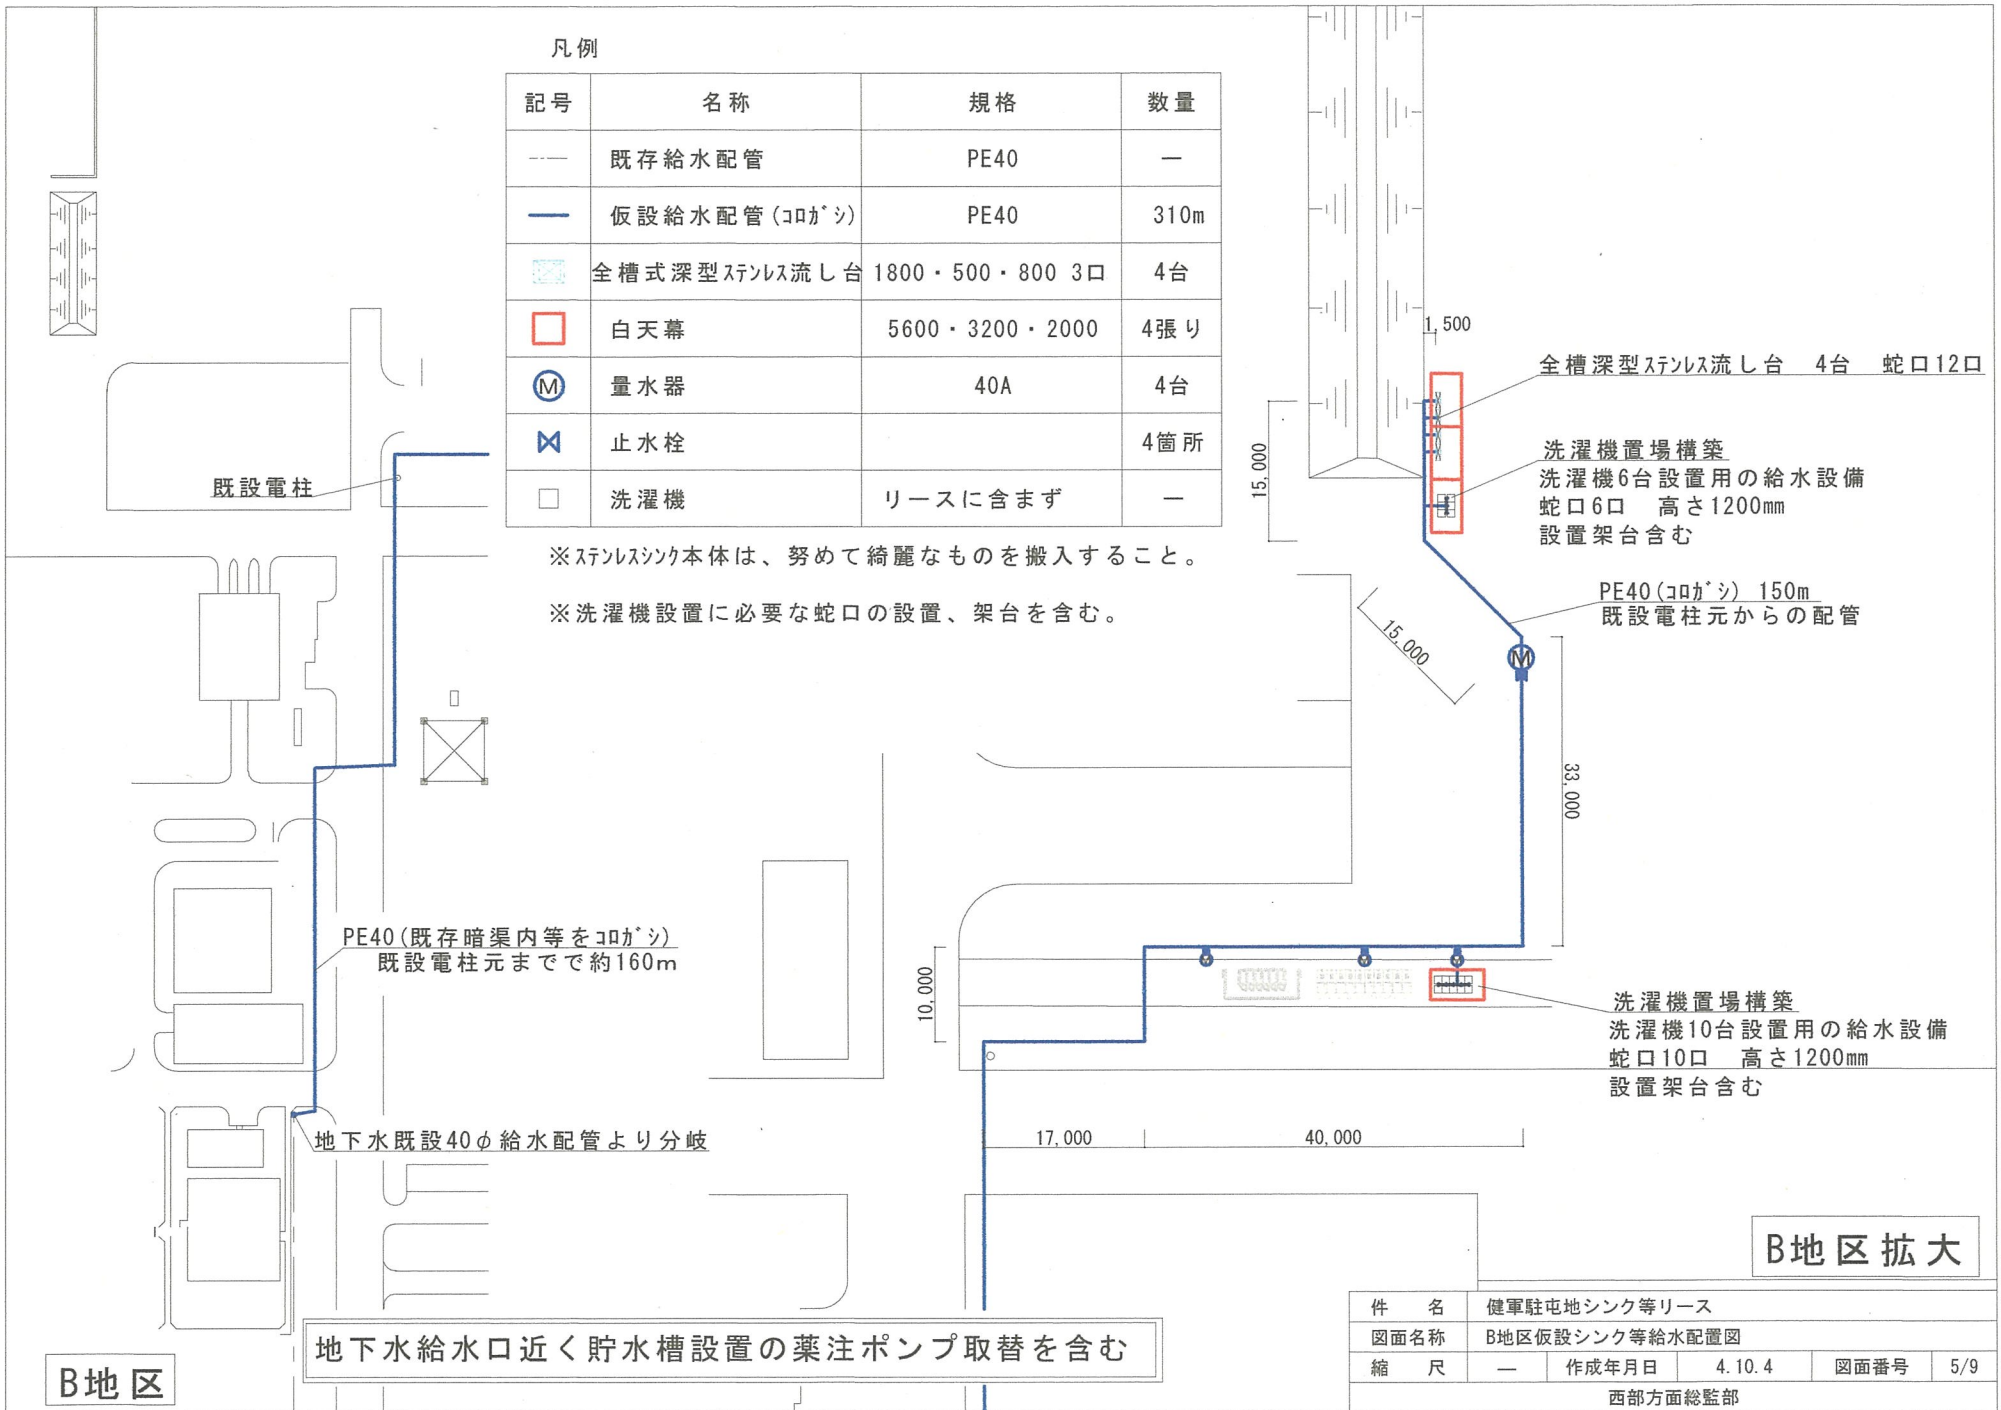 凡例
記号 名称 規格 数量
既存給水配管 PE40 —
仮設給水配管(ｺﾛｶﾞｼ) PE40 310m
全槽式深型ｽﾃﾝﾚｽ流し台 1800・500・800 3口 4台
白天幕 5600・3200・2000 4張り
M 量水器 40A 4台
止水栓 4箇所
洗濯機 リースに含まず —
※ｽﾃﾝﾚｽｼﾝｸ本体は、努めて綺麗なものを搬入すること。
※洗濯機設置に必要な蛇口の設置、架台を含む。
既設電柱
PE40(既存暗渠内等をｺﾛｶﾞｼ)
既設電柱元までで約160m
地下水既設40φ給水配管より分岐
地下水給水口近く貯水槽設置の薬注ポンプ取替を含む
B地区
1,500
全槽深型ｽﾃﾝﾚｽ流し台 4台 蛇口12口
15,000
洗濯機置場構築
洗濯機6台設置用の給水設備
蛇口6口 高さ1200mm
設置架台含む
PE40(ｺﾛｶﾞｼ) 150m
既設電柱元からの配管
15,000
M
33,000
M
M
M
10,000
洗濯機置場構築
洗濯機10台設置用の給水設備
蛇口10口 高さ1200mm
設置架台含む
17,000
40,000
B地区拡大
件名 健軍駐屯地シンク等リース
図面名称 B地区仮設シンク等給水配置図
縮尺 — 作成年月日 4.10.4 図面番号 5/9
西部方面総監部